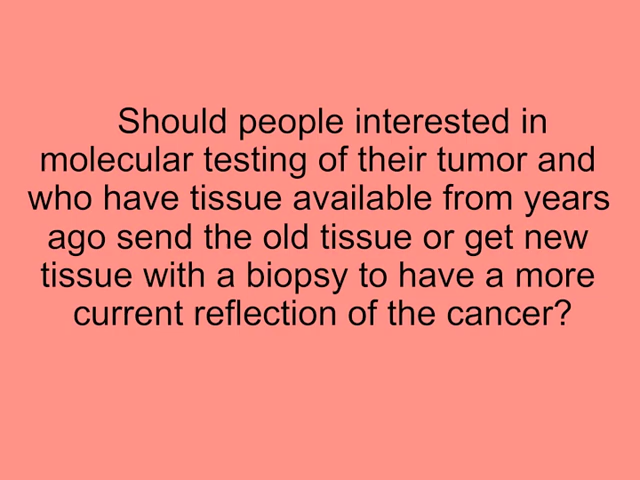 Should people interested in
molecular testing of their tumor and
who have tissue available from years
ago send the old tissue or get new
tissue with a biopsy to have a more
current reflection of the cancer?